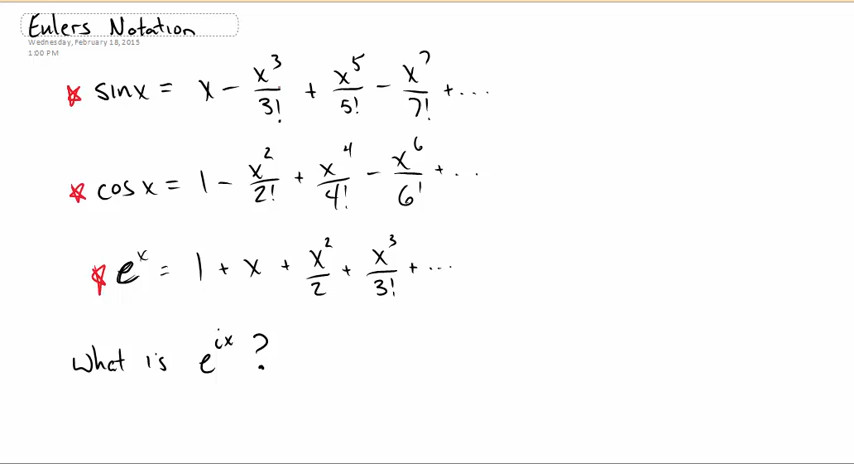 Eulers Notation
Wednesday, February 18, 2015
1:00 PM
sinx = x - x^3/3! + x^5/5! - x^7/7! + ...
cosx = 1 - x^2/2! + x^4/4! - x^6/6! + ...
e^x = 1 + x + x^2/2 + x^3/3! + ...
What is e^ix ?